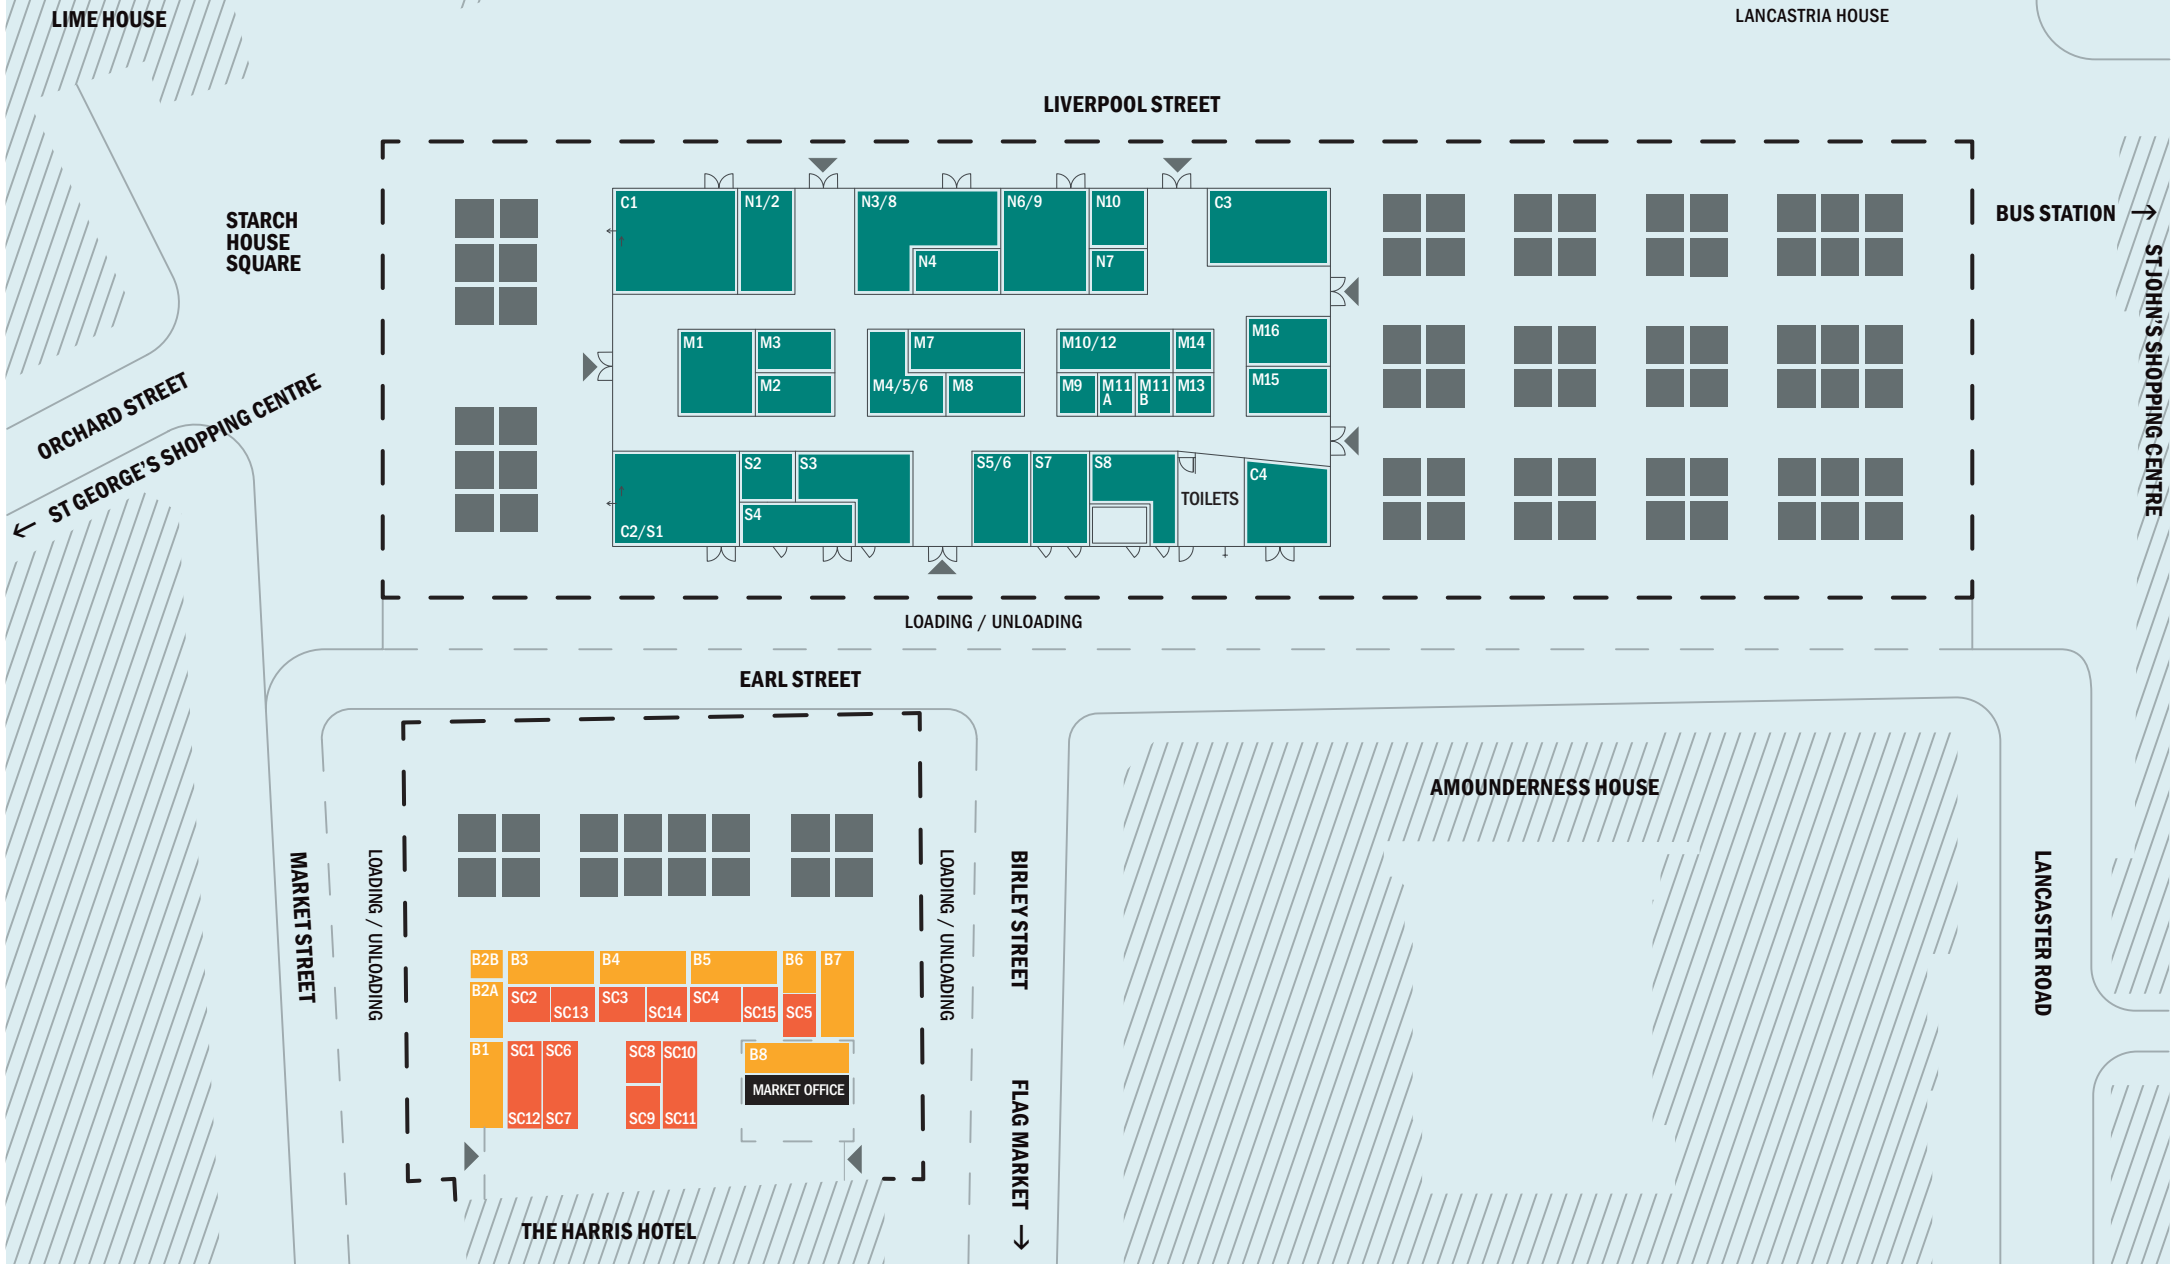 LIME HOUSE
LANCASTRIA HOUSE
LIVERPOOL STREET
STARCH
HOUSE
SQUARE
BUS STATION →
ST JOHN'S SHOPPING CENTRE
ORCHARD STREET
← ST GEORGE'S SHOPPING CENTRE
C1
N1/2
N3/8
N4
N6/9
N10
N7
C3
M1
M3
M2
M7
M4/5/6
M8
M10/12
M14
M9
M11
A
M11
B
M13
M16
M15
C2/S1
S2
S3
S4
S5/6
S7
S8
TOILETS
C4
LOADING / UNLOADING
EARL STREET
AMOUNDERNESS HOUSE
MARKET STREET
LOADING / UNLOADING
LOADING / UNLOADING
BIRLEY STREET
FLAG MARKET →
LANCASTER ROAD
B2B
B3
B4
B5
B6
B7
B2A
SC2
SC13
SC3
SC14
SC4
SC15
SC5
B1
SC1
SC6
SC8
SC10
B8
MARKET OFFICE
SC12
SC7
SC9
SC11
THE HARRIS HOTEL